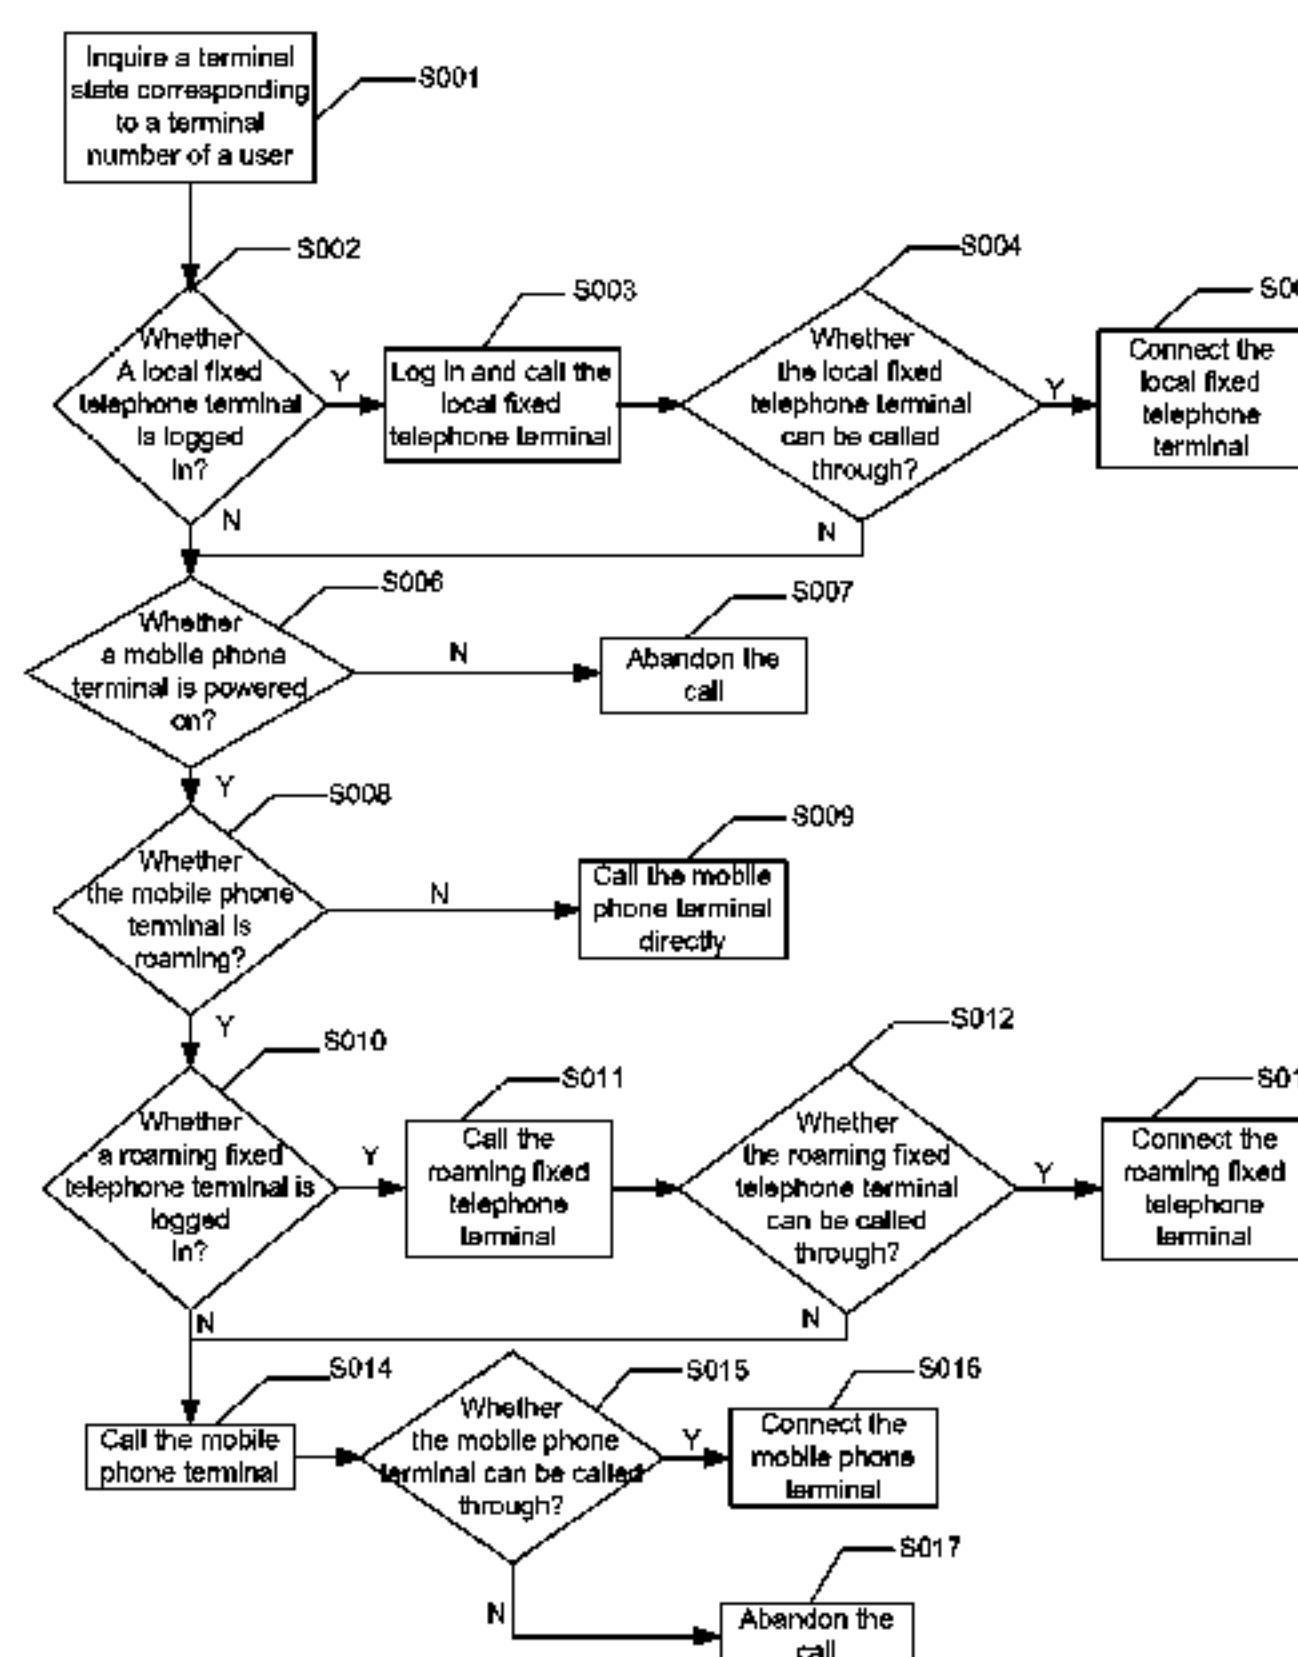 Inquire a terminal
state corresponding
to a terminal
number of a user
S001
S002
Whether
A local fixed
telephone terminal
is logged
in?
Y
N
S003
Log in and call the
local fixed
telephone terminal
S004
Whether
the local fixed
telephone terminal
can be called
through?
Y
N
Connect the
local fixed
telephone
terminal
S006
Whether
a mobile phone
terminal is powered
on?
N
Y
S007
Abandon the
call
S008
Whether
the mobile phone
terminal is
roaming?
N
Y
S009
Call the mobile
phone terminal
directly
S010
Whether
a roaming fixed
telephone terminal is
logged
in?
Y
N
S011
Call the
roaming fixed
telephone
terminal
S012
Whether
the roaming fixed
telephone terminal
can be called
through?
Y
N
Connect the
roaming fixed
telephone
terminal
S014
Call the mobile
phone terminal
S015
Whether
the mobile phone
terminal can be called
through?
Y
N
S016
Connect the
mobile phone
terminal
S017
Abandon the
call